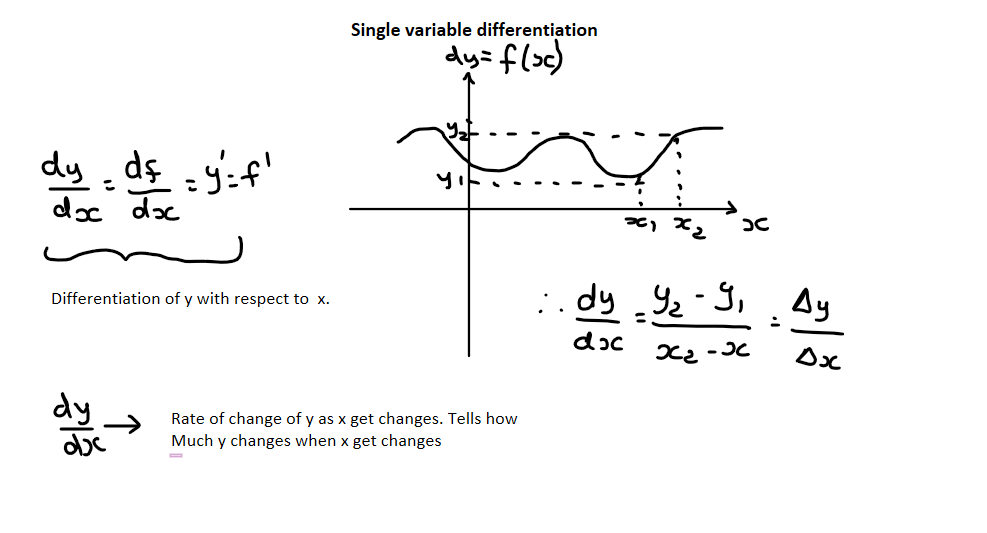 Single variable differentiation
dy = f(x)
y₂
y₁
x₁ x₂ x
dy/dx = df/dx = y' = f'
Differentiation of y with respect to x.
∴ dy/dx = y₂ - y₁/x₂ - x = Δy/Δx
dy/dx → Rate of change of y as x get changes. Tells how
Much y changes when x get changes